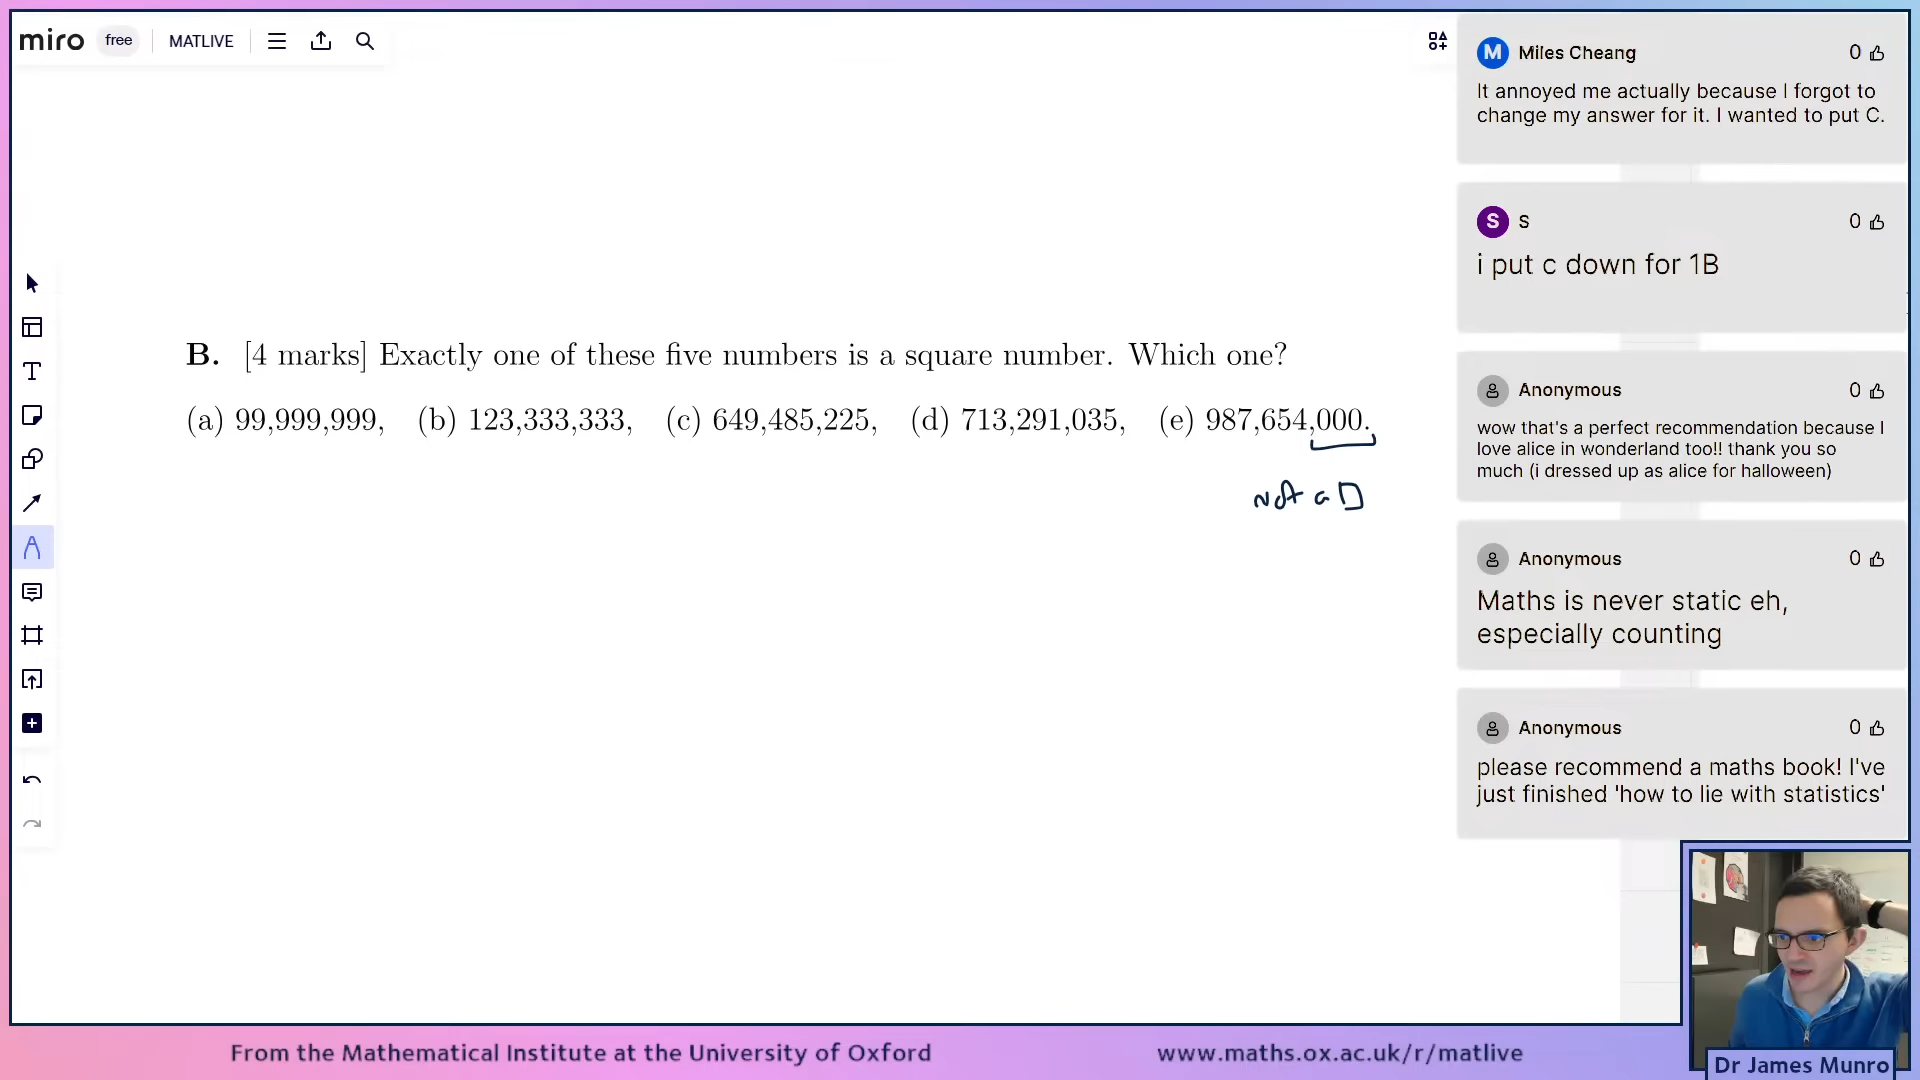 miro free MATLIVE
B. [4 marks] Exactly one of these five numbers is a square number. Which one?
(a) 99,999,999, (b) 123,333,333, (c) 649,485,225, (d) 713,291,035, (e) 987,654,000.
not a □
M Miles Cheang 0
It annoyed me actually because I forgot to
change my answer for it. I wanted to put C.
S S 0
i put c down for 1B
Anonymous 0
wow that's a perfect recommendation because I
love alice in wonderland too!! thank you so
much (i dressed up as alice for halloween)
Anonymous 0
Maths is never static eh,
especially counting
Anonymous 0
please recommend a maths book! I've
just finished 'how to lie with statistics'
From the Mathematical Institute at the University of Oxford
www.maths.ox.ac.uk/r/matlive
Dr James Munro